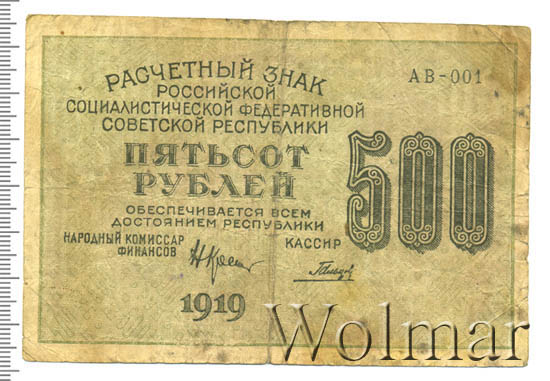 РАСЧЕТНЫЙ ЗНАК
РОССИЙСКОЙ
СОЦИАЛИСТИЧЕСКОЙ ФЕДЕРАТИВНОЙ
СОВЕТСКОЙ РЕСПУБЛИКИ
АВ-001
ПЯТЬСОТ
РУБЛЕЙ
500
ОБЕСПЕЧИВАЕТСЯ ВСЕМ
ДОСТОЯНИЕМ РЕСПУБЛИКИ
НАРОДНЫЙ КОМИССАР
ФИНАНСОВ
КАССИР
1919
Wolmar